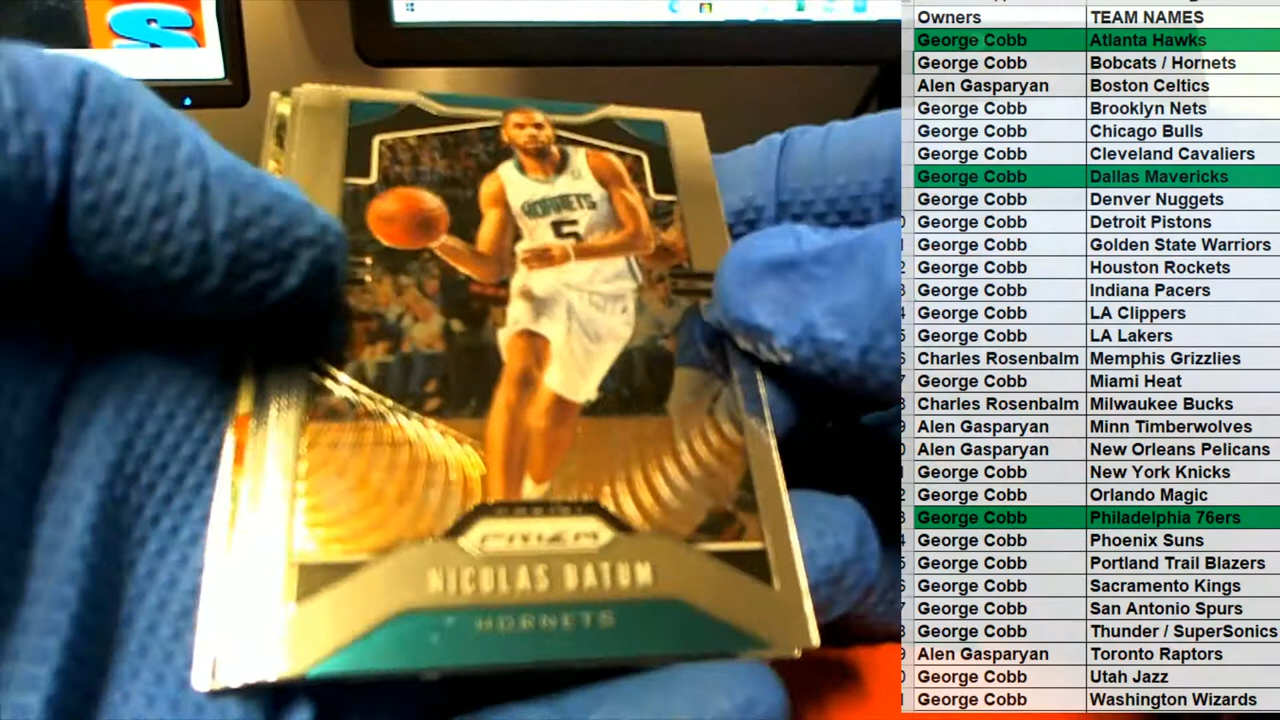 S
HORNETS
5
PANINI
PRIZM
NICOLAS BATUM
HORNETS
Owners TEAM NAMES
George Cobb Atlanta Hawks
George Cobb Bobcats / Hornets
Alen Gasparyan Boston Celtics
George Cobb Brooklyn Nets
George Cobb Chicago Bulls
George Cobb Cleveland Cavaliers
George Cobb Dallas Mavericks
George Cobb Denver Nuggets
George Cobb Detroit Pistons
George Cobb Golden State Warriors
George Cobb Houston Rockets
George Cobb Indiana Pacers
George Cobb LA Clippers
George Cobb LA Lakers
Charles Rosenbalm Memphis Grizzlies
George Cobb Miami Heat
Charles Rosenbalm Milwaukee Bucks
Alen Gasparyan Minn Timberwolves
Alen Gasparyan New Orleans Pelicans
George Cobb New York Knicks
George Cobb Orlando Magic
George Cobb Philadelphia 76ers
George Cobb Phoenix Suns
George Cobb Portland Trail Blazers
George Cobb Sacramento Kings
George Cobb San Antonio Spurs
George Cobb Thunder / SuperSonics
Alen Gasparyan Toronto Raptors
George Cobb Utah Jazz
George Cobb Washington Wizards